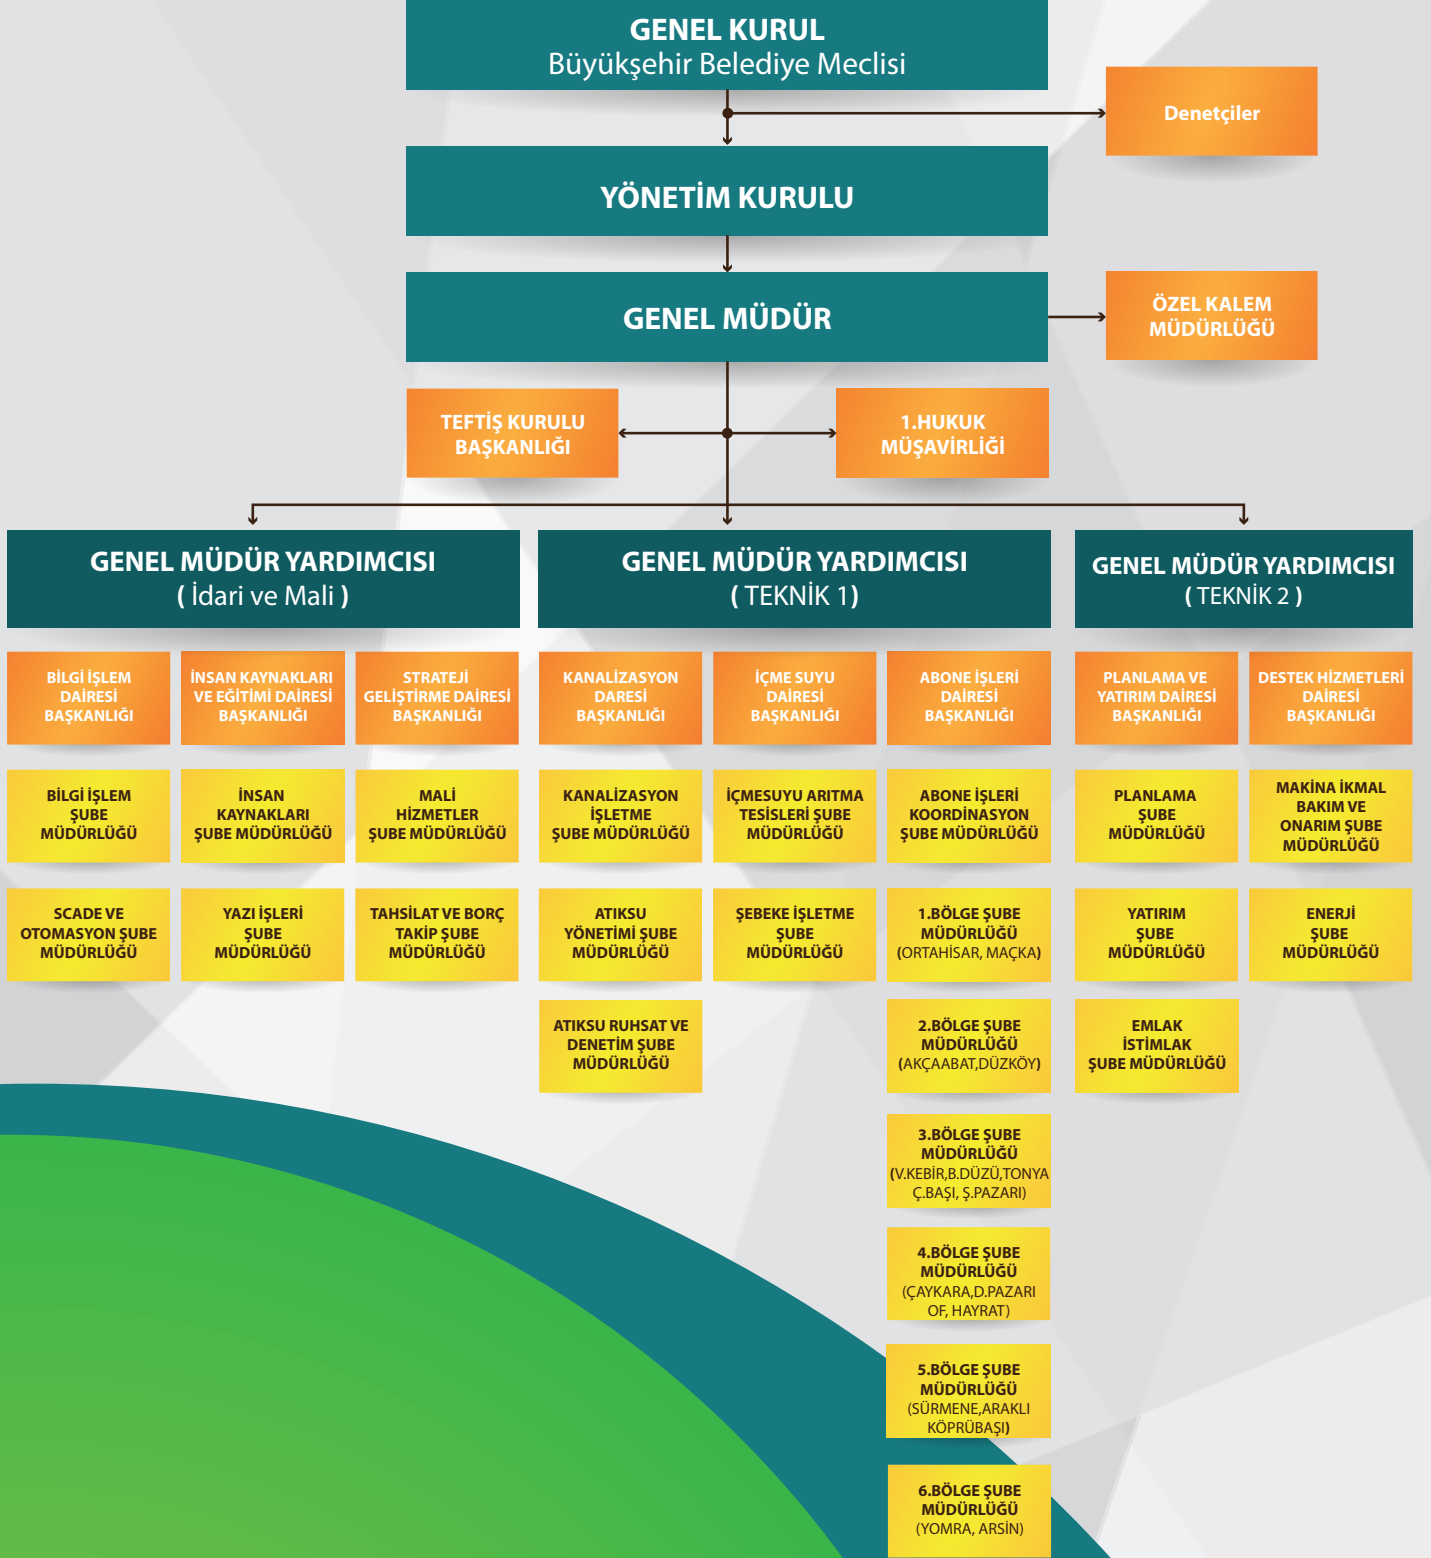 GENEL KURUL
Büyükşehir Belediye Meclisi
Denetçiler
YÖNETİM KURULU
GENEL MÜDÜR
ÖZEL KALEM
MÜDÜRLÜĞÜ
TEFTİŞ KURULU
BAŞKANLIĞI
1.HUKUK
MÜŞAVİRLİĞİ
GENEL MÜDÜR YARDIMCISI
( İdari ve Mali )
GENEL MÜDÜR YARDIMCISI
( TEKNİK 1)
GENEL MÜDÜR YARDIMCISI
( TEKNİK 2 )
BİLGİ İŞLEM
DAİRESİ
BAŞKANLIĞI
İNSAN KAYNAKLARI
VE EĞİTİMİ DAİRESİ
BAŞKANLIĞI
STRATEJİ
GELİŞTİRME DAİRESİ
BAŞKANLIĞI
KANALİZASYON
DARESİ
BAŞKANLIĞI
İÇME SUYU
DAİRESİ
BAŞKANLIĞI
ABONE İŞLERİ
DAİRESİ
BAŞKANLIĞI
PLANLAMA VE
YATIRIM DAİRESİ
BAŞKANLIĞI
DESTEK HİZMETLERİ
DAİRESİ
BAŞKANLIĞI
BİLGİ İŞLEM
ŞUBE
MÜDÜRLÜĞÜ
İNSAN
KAYNAKLARI
ŞUBE MÜDÜRLÜĞÜ
MALİ
HİZMETLER
ŞUBE MÜDÜRLÜĞÜ
KANALİZASYON
İŞLETME
ŞUBE MÜDÜRLÜĞÜ
İÇMESUYU ARITMA
TESİSLERİ ŞUBE
MÜDÜRLÜĞÜ
ABONE İŞLERİ
KOORDİNASYON
ŞUBE MÜDÜRLÜĞÜ
PLANLAMA
ŞUBE
MÜDÜRLÜĞÜ
MAKİNA İKMAL
BAKIM VE
ONARIM ŞUBE
MÜDÜRLÜĞÜ
SCADE VE
OTOMASYON ŞUBE
MÜDÜRLÜĞÜ
YAZI İŞLERİ
ŞUBE
MÜDÜRLÜĞÜ
TAHSİLAT VE BORÇ
TAKİP ŞUBE
MÜDÜRLÜĞÜ
ATIKSU
YÖNETİMİ ŞUBE
MÜDÜRLÜĞÜ
ŞEBEKE İŞLETME
ŞUBE
MÜDÜRLÜĞÜ
1.BÖLGE ŞUBE
MÜDÜRLÜĞÜ
(ORTAHİSAR, MAÇKA)
YATIRIM
ŞUBE
MÜDÜRLÜĞÜ
ENERJİ
ŞUBE
MÜDÜRLÜĞÜ
ATIKSU RUHSAT VE
DENETİM ŞUBE
MÜDÜRLÜĞÜ
2.BÖLGE ŞUBE
MÜDÜRLÜĞÜ
(AKÇAABAT,DÜZKÖY)
EMLAK
İSTİMLAK
ŞUBE MÜDÜRLÜĞÜ
3.BÖLGE ŞUBE
MÜDÜRLÜĞÜ
(V.KEBİR,B.DÜZÜ,TONYA
Ç.BAŞI, Ş.PAZARI)
4.BÖLGE ŞUBE
MÜDÜRLÜĞÜ
(ÇAYKARA,D.PAZARI
OF, HAYRAT)
5.BÖLGE ŞUBE
MÜDÜRLÜĞÜ
(SÜRMENE,ARAKLI
KÖPRÜBAŞI)
6.BÖLGE ŞUBE
MÜDÜRLÜĞÜ
(YOMRA, ARSİN)